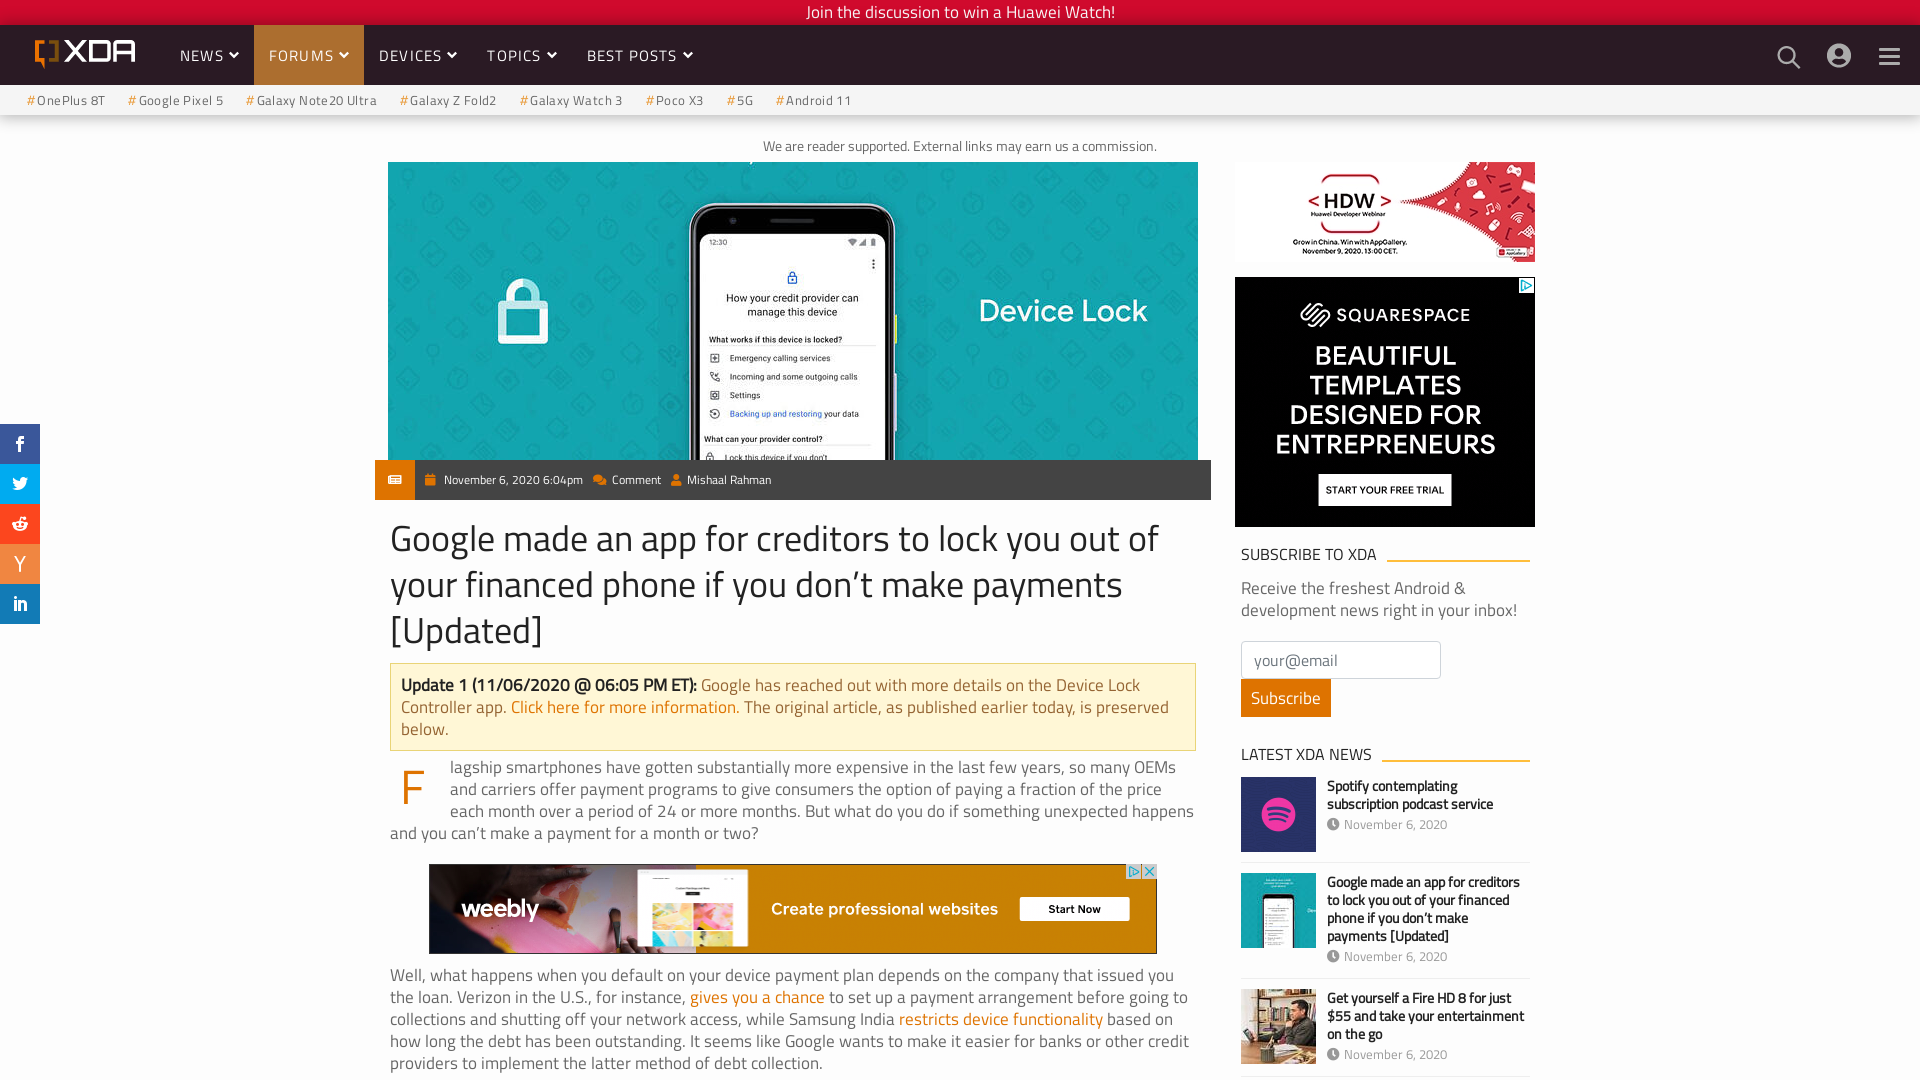 Join the discussion to win a Huawei Watch!
XDA
NEWS
FORUMS
DEVICES
TOPICS
BEST POSTS
#OnePlus 8T
#Google Pixel 5
#Galaxy Note20 Ultra
#Galaxy Z Fold2
#Galaxy Watch 3
#Poco X3
#5G
#Android 11
We are reader supported. External links may earn us a commission.
12:30
How your credit provider can
manage this device
What works if this device is locked?
Emergency calling services
Incoming and some outgoing calls
Settings
Backing up and restoring your data
What can your provider control?
Lock this device if you don't
Device Lock
November 6, 2020 6:04pm
Comment
Mishaal Rahman
Google made an app for creditors to lock you out of
your financed phone if you don’t make payments
[Updated]
Update 1 (11/06/2020 @ 06:05 PM ET): Google has reached out with more details on the Device Lock
Controller app. Click here for more information. The original article, as published earlier today, is preserved
below.
Flagship smartphones have gotten substantially more expensive in the last few years, so many OEMs
and carriers offer payment programs to give consumers the option of paying a fraction of the price
each month over a period of 24 or more months. But what do you do if something unexpected happens
and you can’t make a payment for a month or two?
weebly
Create professional websites
Start Now
Well, what happens when you default on your device payment plan depends on the company that issued you
the loan. Verizon in the U.S., for instance, gives you a chance to set up a payment arrangement before going to
collections and shutting off your network access, while Samsung India restricts device functionality based on
how long the debt has been outstanding. It seems like Google wants to make it easier for banks or other credit
providers to implement the latter method of debt collection.
<HDW>
Huawei Developer Webinar
Grow in China. Win with AppGallery.
November 9, 2020. 13:00 CET.
SQUARESPACE
BEAUTIFUL
TEMPLATES
DESIGNED FOR
ENTREPRENEURS
START YOUR FREE TRIAL
SUBSCRIBE TO XDA
Receive the freshest Android &
development news right in your inbox!
your@email
Subscribe
LATEST XDA NEWS
Spotify contemplating
subscription podcast service
November 6, 2020
Google made an app for creditors
to lock you out of your financed
phone if you don’t make
payments [Updated]
November 6, 2020
Get yourself a Fire HD 8 for just
$55 and take your entertainment
on the go
November 6, 2020